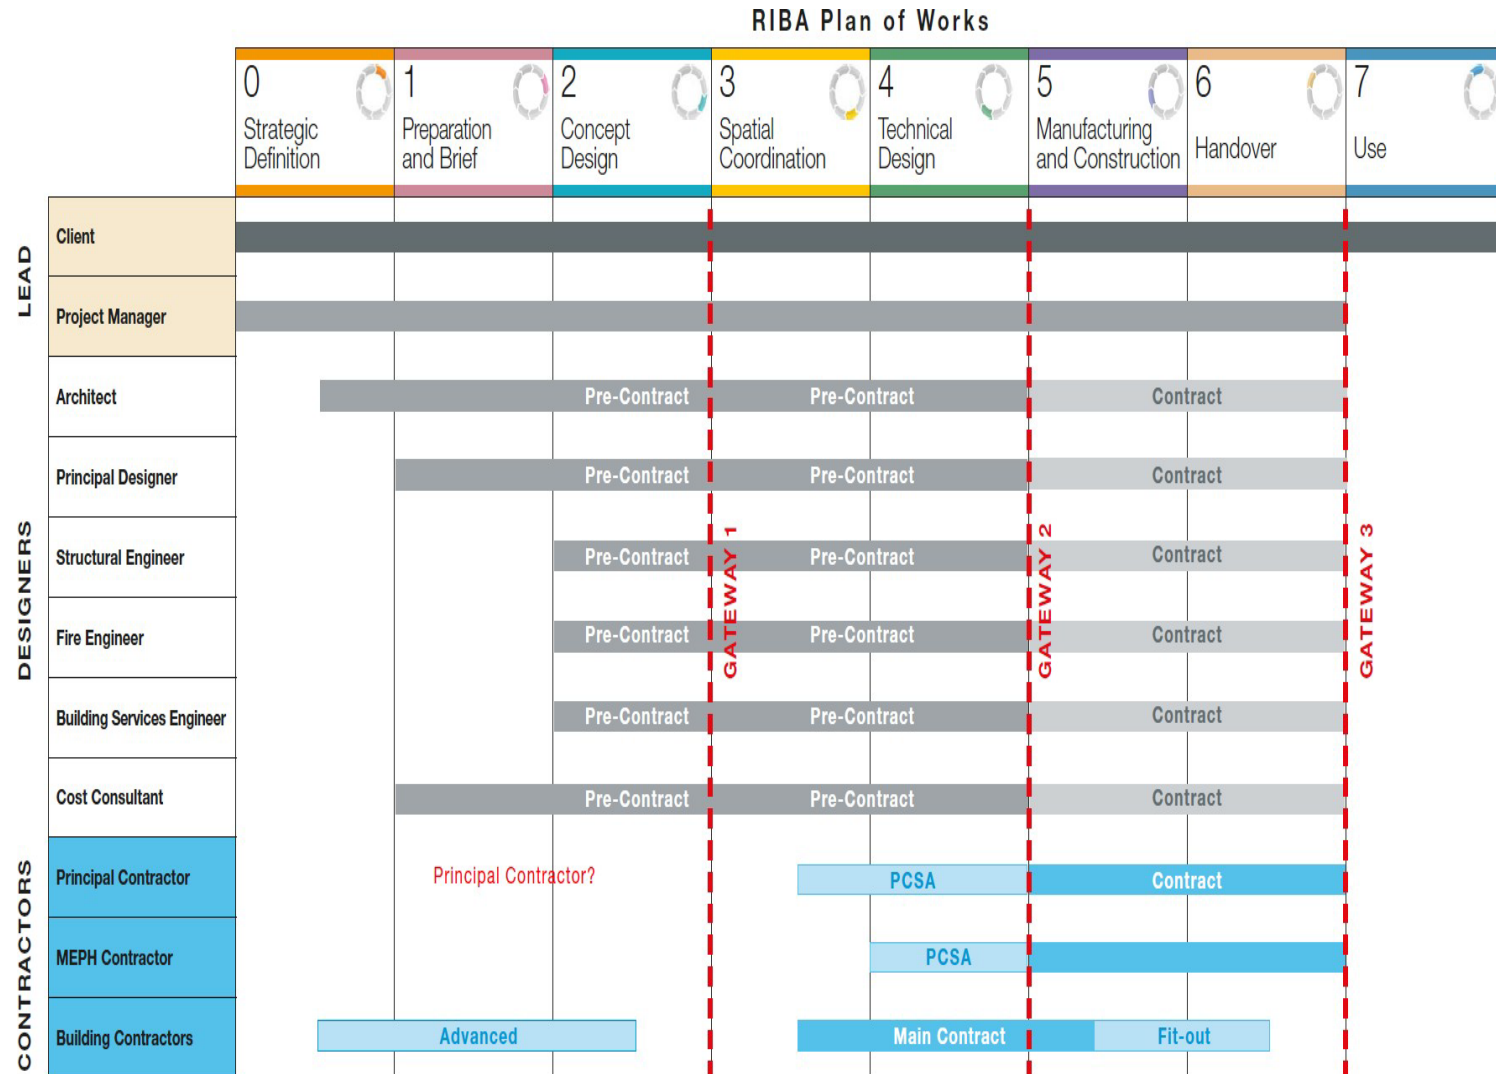 RIBA Plan of Works
0
Strategic
Definition
1
Preparation
and Brief
2
Concept
Design
3
Spatial
Coordination
4
Technical
Design
5
Manufacturing
and Construction
6
Handover
7
Use
LEAD
Client
Project Manager
DESIGNERS
Architect
Pre-Contract
Pre-Contract
Contract
Principal Designer
Pre-Contract
Pre-Contract
Contract
Structural Engineer
Pre-Contract
Pre-Contract
Contract
Fire Engineer
Pre-Contract
Pre-Contract
Contract
Building Services Engineer
Pre-Contract
Pre-Contract
Contract
Cost Consultant
Pre-Contract
Pre-Contract
Contract
GATEWAY 1
GATEWAY 2
GATEWAY 3
CONTRACTORS
Principal Contractor
Principal Contractor?
PCSA
Contract
MEPH Contractor
PCSA
Building Contractors
Advanced
Main Contract
Fit-out